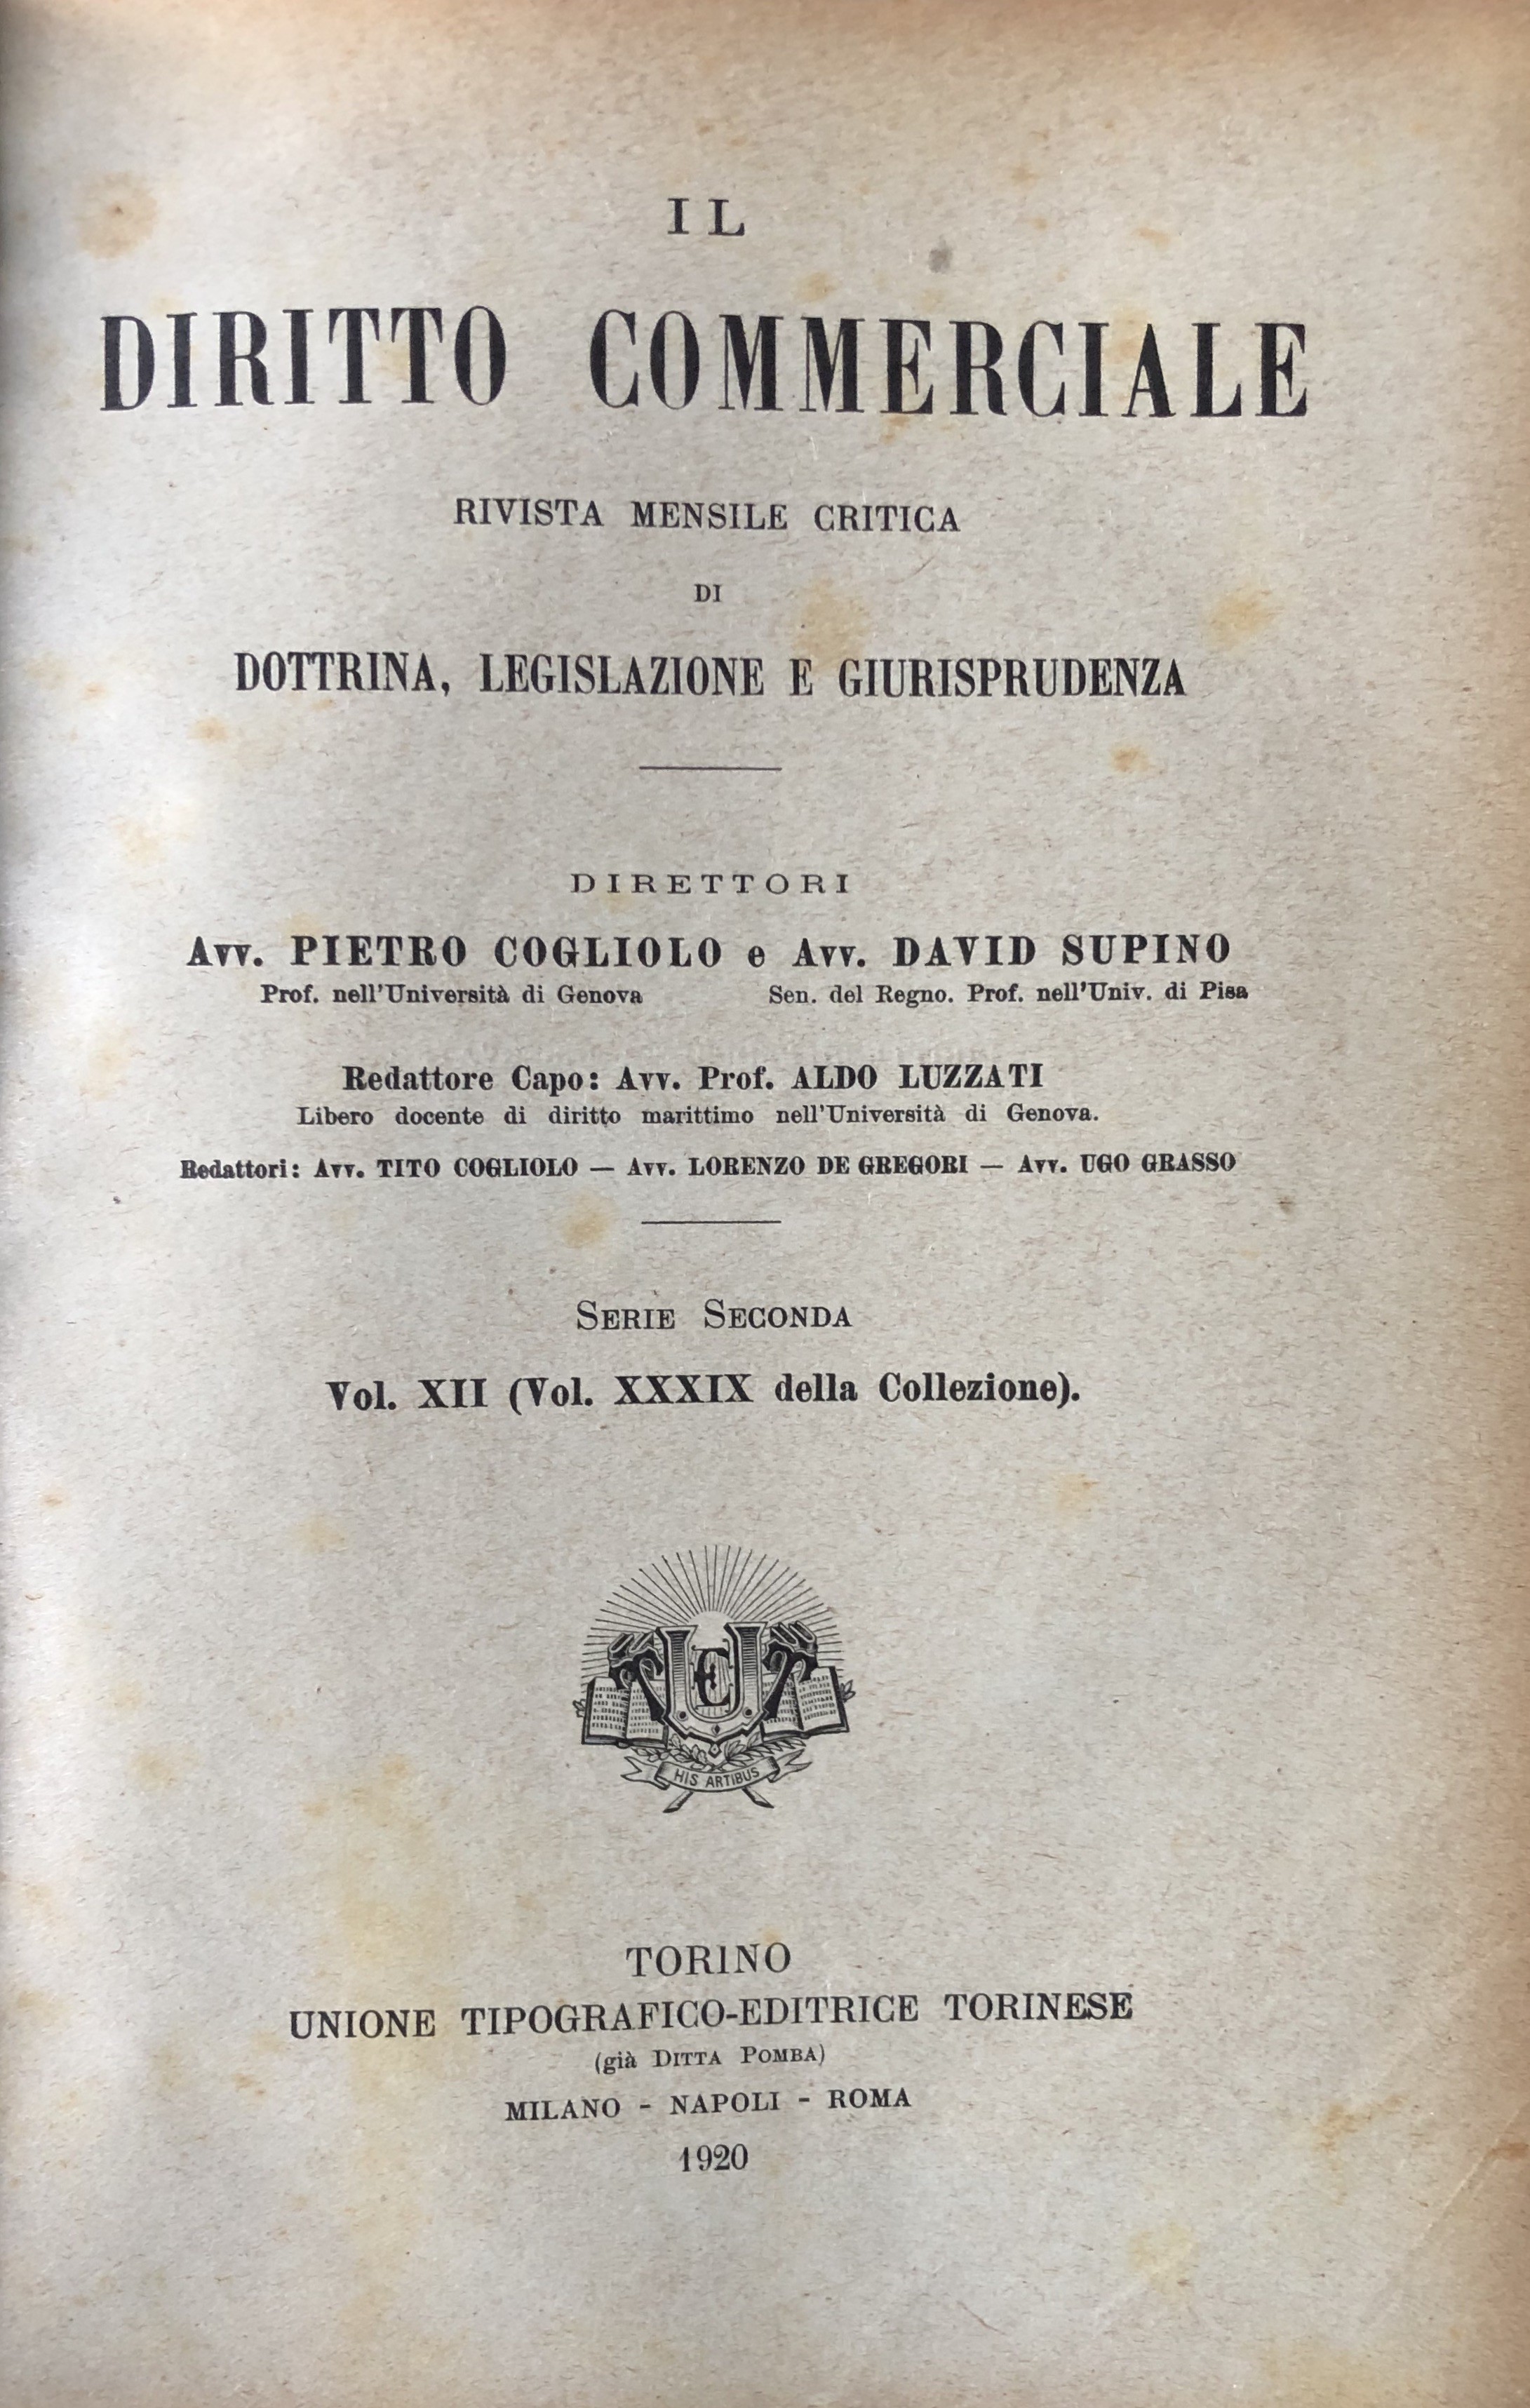 IL
DIRITTO COMMERCIALE
RIVISTA MENSILE CRITICA
DI
DOTTRINA, LEGISLAZIONE E GIURISPRUDENZA
DIRETTORI
Avv. PIETRO COGLIOLO e Avv. DAVID SUPINO
Prof. nell'Università di Genova Sen. del Regno. Prof. nell'Univ. di Pisa
Redattore Capo: Avv. Prof. ALDO LUZZATI
Libero docente di diritto marittimo nell'Università di Genova.
Redattori: Avv. TITO COGLIOLO — Avv. LORENZO DE GREGORI — Avv. UGO GRASSO
SERIE SECONDA
Vol. XII (Vol. XXXIX della Collezione).
UTET
HIS ARTIBUS
TORINO
UNIONE TIPOGRAFICO-EDITRICE TORINESE
(già DITTA POMBA)
MILANO - NAPOLI - ROMA
1920